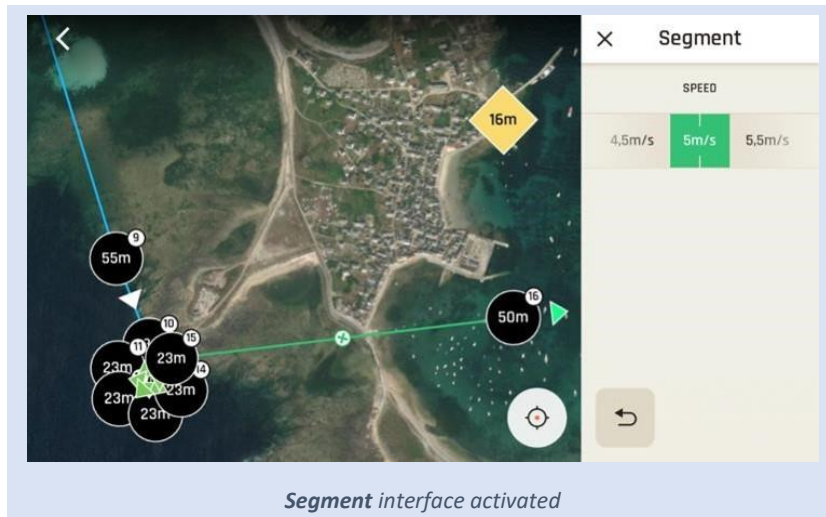 Segment
SPEED
4,5m/s
5m/s
5,5m/s
16m
9
55m
10
11
15
23m
23m
14
23m
23m
23m
16
50m
Segment interface activated